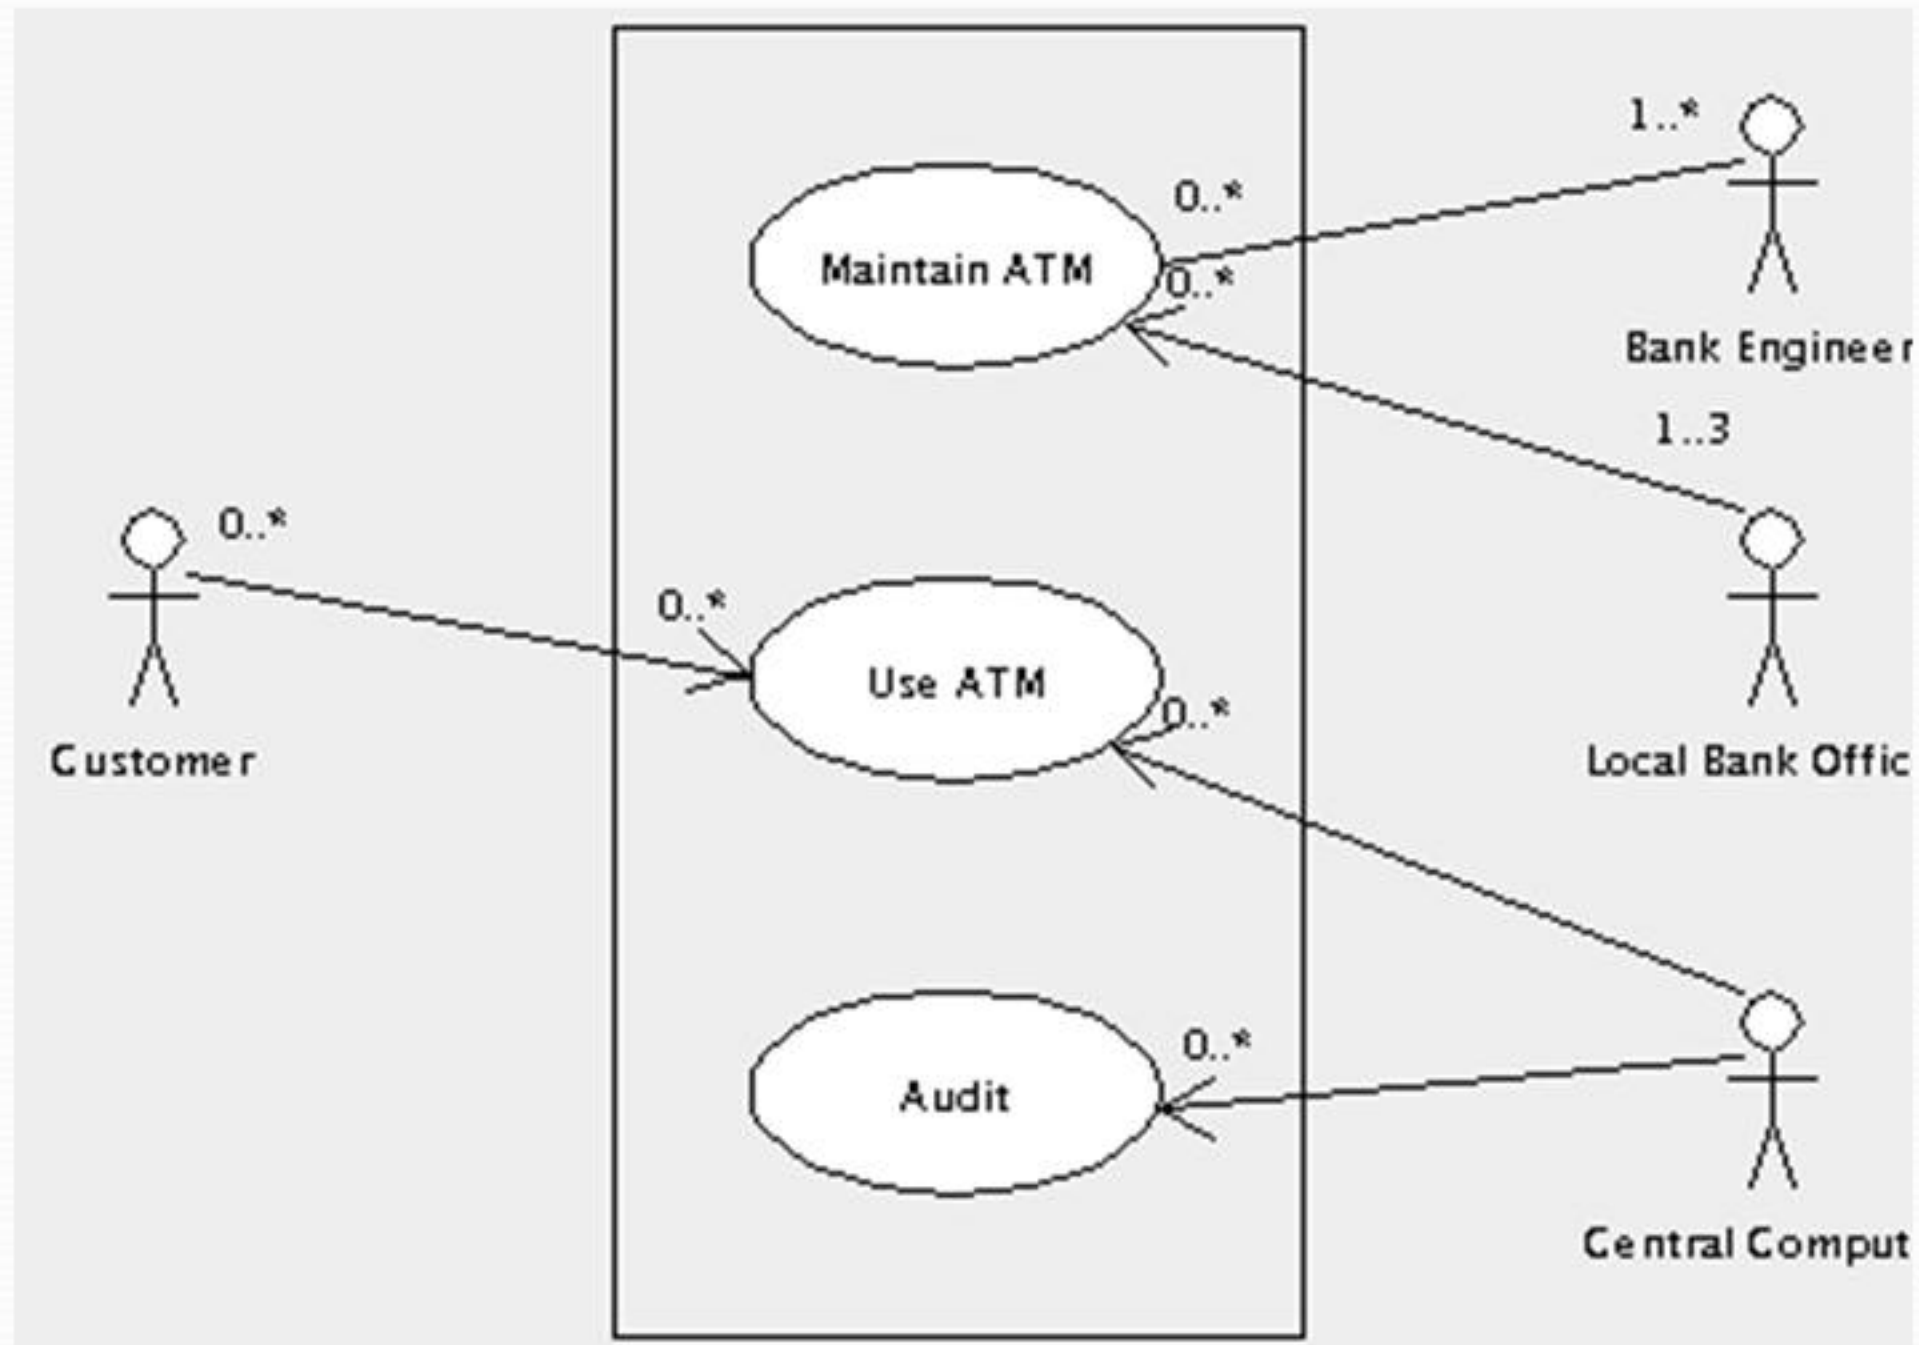 1..*
0..*
Maintain ATM
0..*
Bank Engineer
1..3
0..*
0..*
Use ATM
0..*
Customer
Local Bank Offic
0..*
Audit
Central Comput